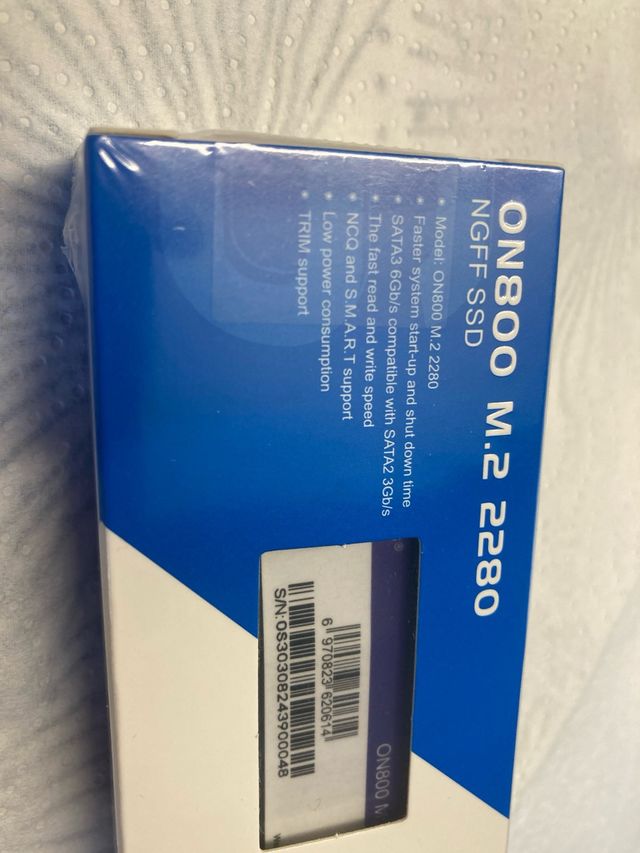 ON800 M.2 2280
NGFF SSD
• Model: ON800 M.2 2280
• Faster system start-up and shut down time
• SATA3 6Gb/s compatible with SATA2 3Gb/s
• The fast read and write speed
• NCQ and S.M.A.R.T support
• Low power consumption
• TRIM support
®
ON800 M
6 970823 620614
S/N:0S30308243900048